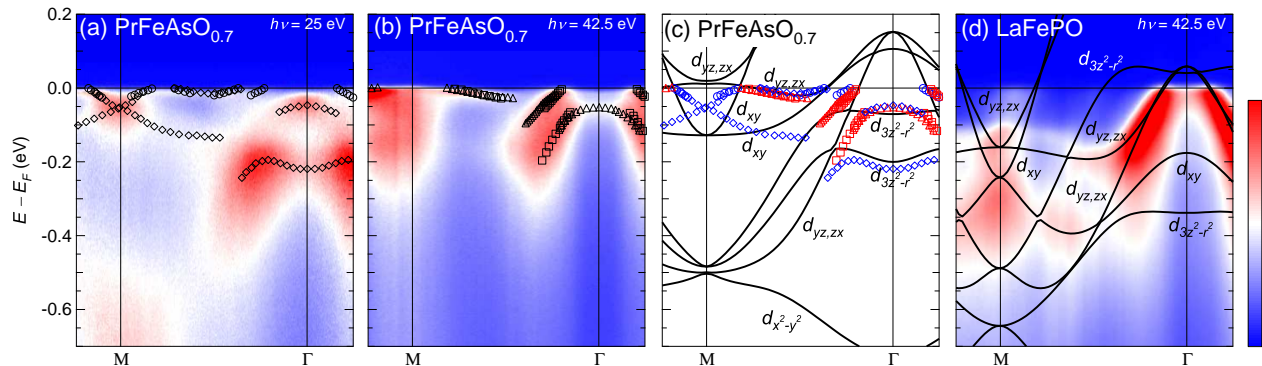 (a) PrFeAsO0.7 hν = 25 eV
(b) PrFeAsO0.7 hν = 42.5 eV
(c) PrFeAsO0.7
(d) LaFePO hν = 42.5 eV
E − EF (eV)
0.2
0.0
-0.2
-0.4
-0.6
M Γ
M Γ
dyz,zx
dyz,zx
dxy
dxy
d3z²-r²
d3z²-r²
dyz,zx
dx²-y²
M Γ
d3z²-r²
dyz,zx
dyz,zx
dxy
dyz,zx
dxy
d3z²-r²
M Γ